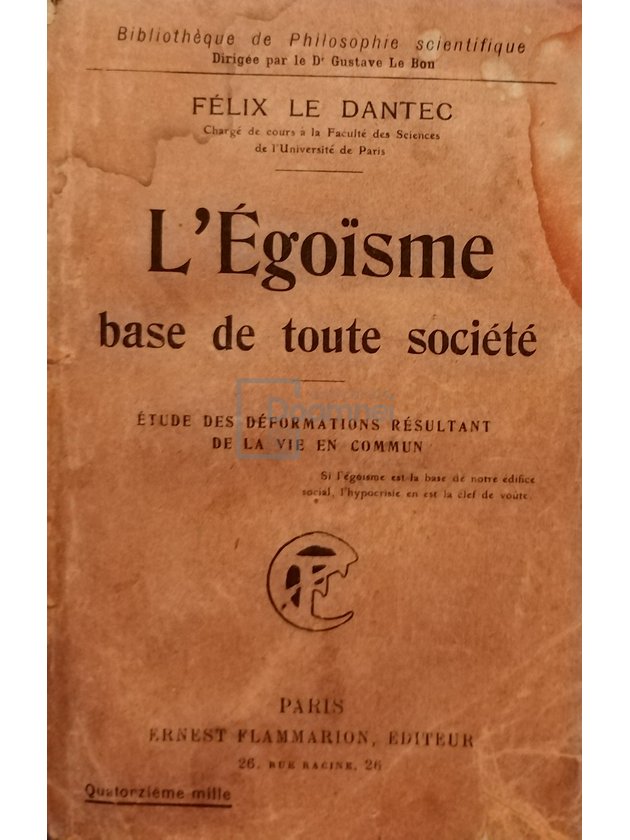 Bibliothèque de Philosophie scientifique
Dirigée par le Dr Gustave Le Bon
FÉLIX LE DANTEC
Chargé de cours à la Faculté des Sciences
de l'Université de Paris
L'Égoïsme
base de toute société
ÉTUDE DES DÉFORMATIONS RÉSULTANT
DE LA VIE EN COMMUN
Si l'égoïsme est la base de notre édifice
social, l'hypocrisie en est la clef de voûte.
PARIS
ERNEST FLAMMARION, ÉDITEUR
26, RUE RACINE, 26
Quatorzième mille